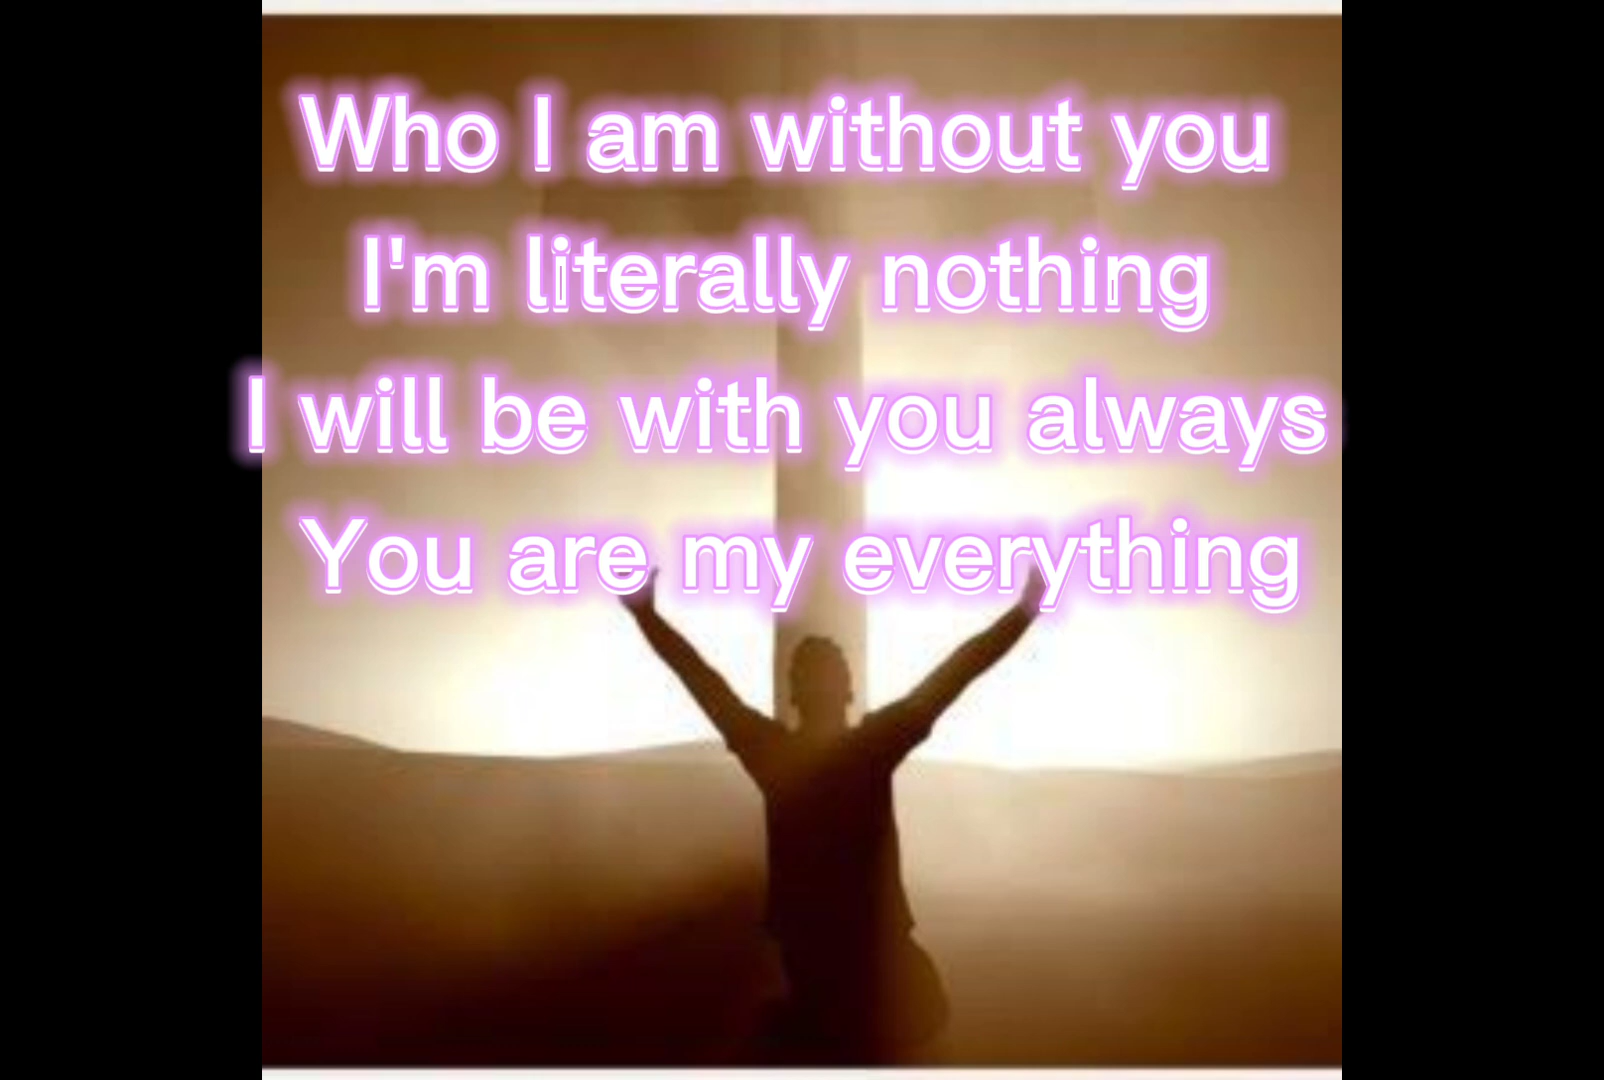 Who I am without you
I'm literally nothing
I will be with you always
You are my everything